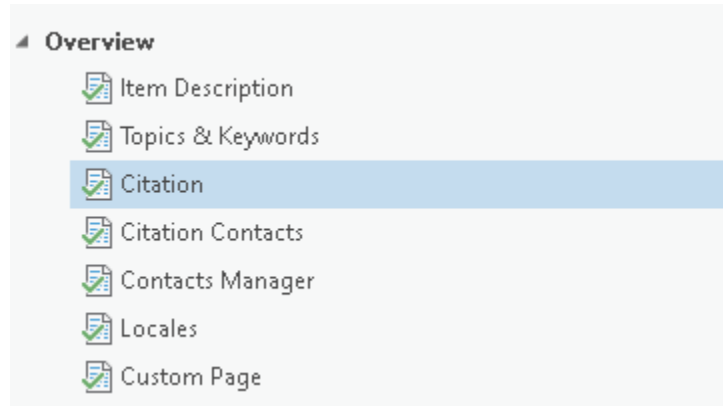 Overview
Item Description
Topics & Keywords
Citation
Citation Contacts
Contacts Manager
Locales
Custom Page